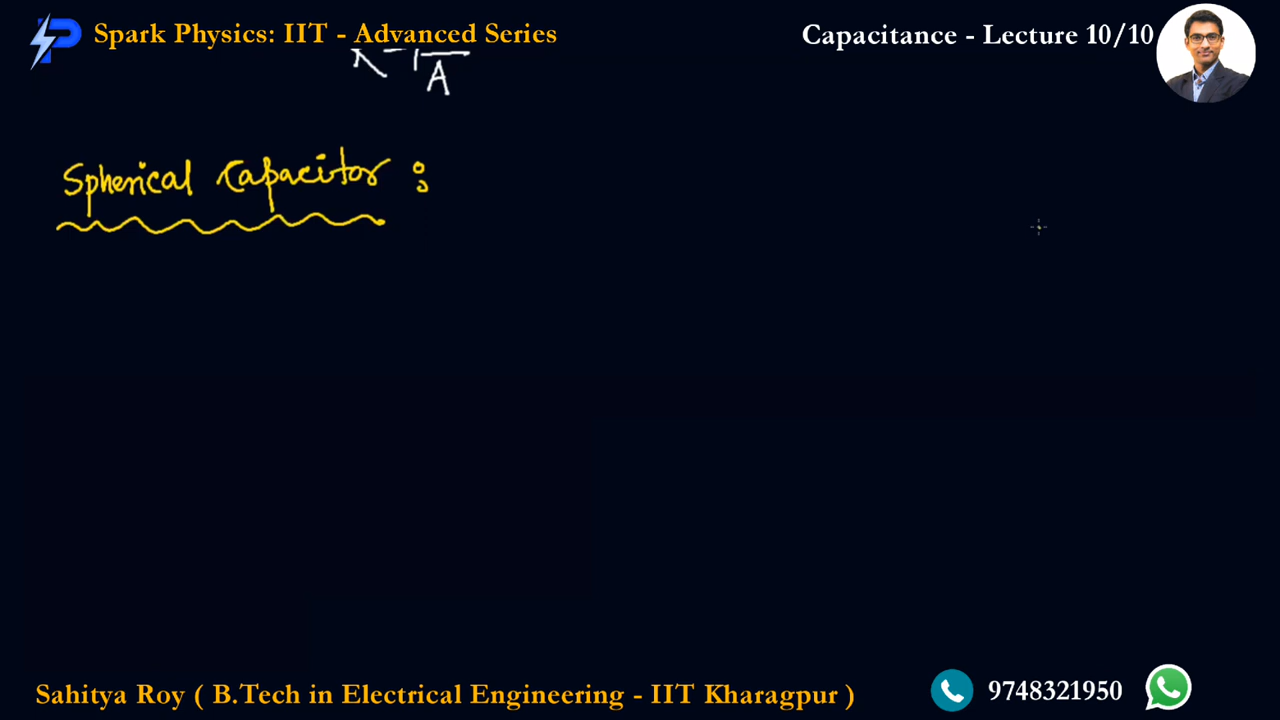 Spark Physics: IIT - Advanced Series
Capacitance - Lecture 10/10
A
Spherical Capacitor :
Sahitya Roy ( B.Tech in Electrical Engineering - IIT Kharagpur )
9748321950